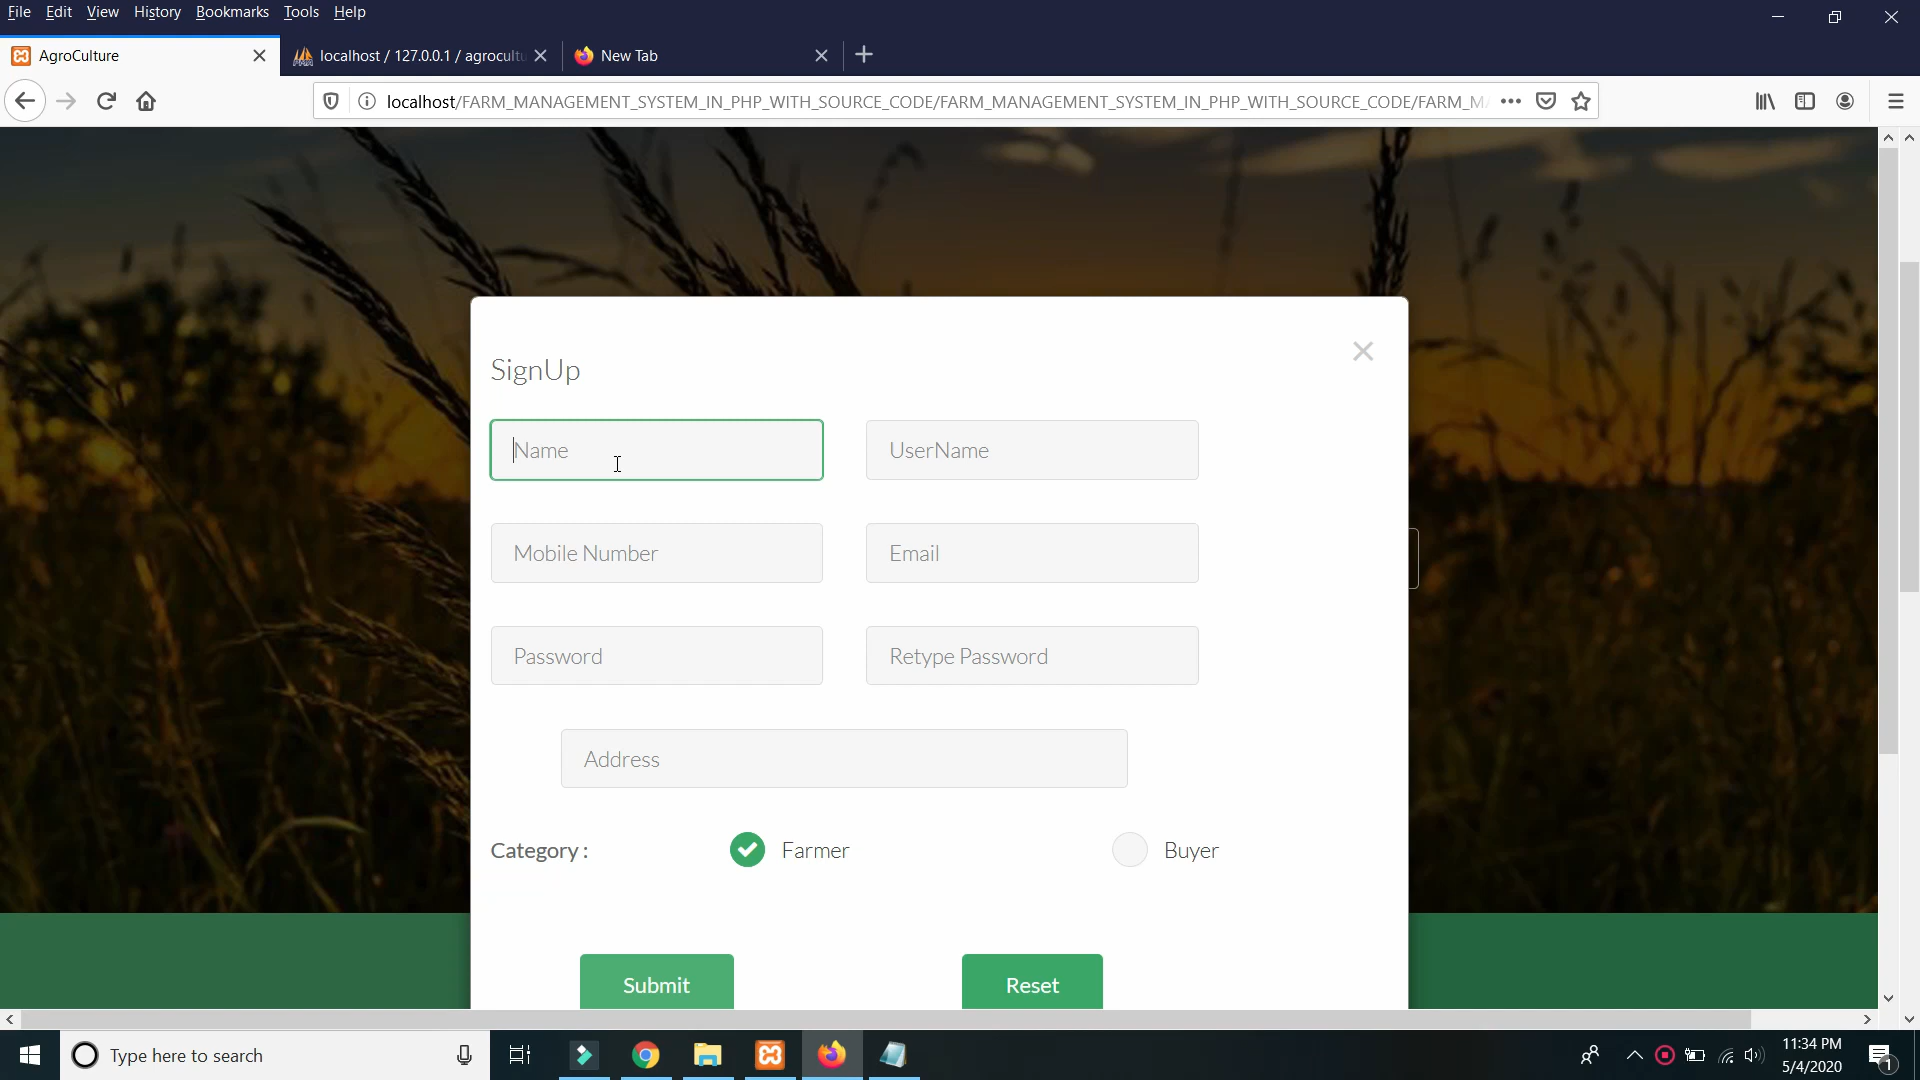 File Edit View History Bookmarks Tools Help
AgroCulture
localhost / 127.0.0.1 / agrocultu
New Tab
localhost/FARM_MANAGEMENT_SYSTEM_IN_PHP_WITH_SOURCE_CODE/FARM_MANAGEMENT_SYSTEM_IN_PHP_WITH_SOURCE_CODE/FARM_MA
SignUp
Name UserName
Mobile Number Email
Password Retype Password
Address
Category : Farmer Buyer
Submit Reset
Type here to search
11:34 PM
5/4/2020
1